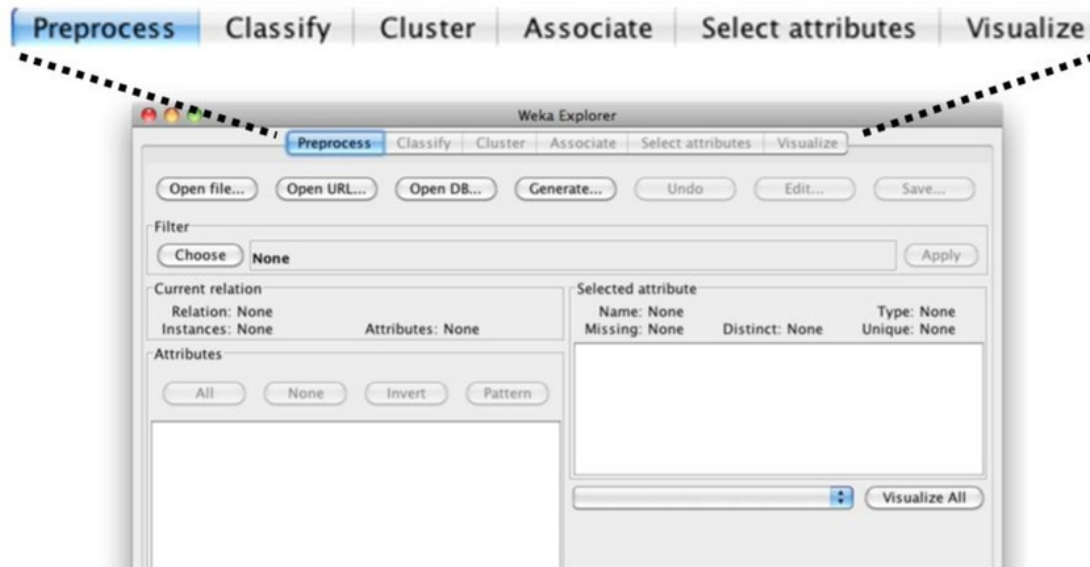 Preprocess Classify Cluster Associate Select attributes Visualize
Weka Explorer
Preprocess Classify Cluster Associate Select attributes Visualize
Open file... Open URL... Open DB... Generate... Undo Edit... Save...
Filter
Choose None Apply
Current relation
Relation: None
Instances: None Attributes: None
Selected attribute
Name: None Type: None
Missing: None Distinct: None Unique: None
Attributes
All None Invert Pattern
Visualize All